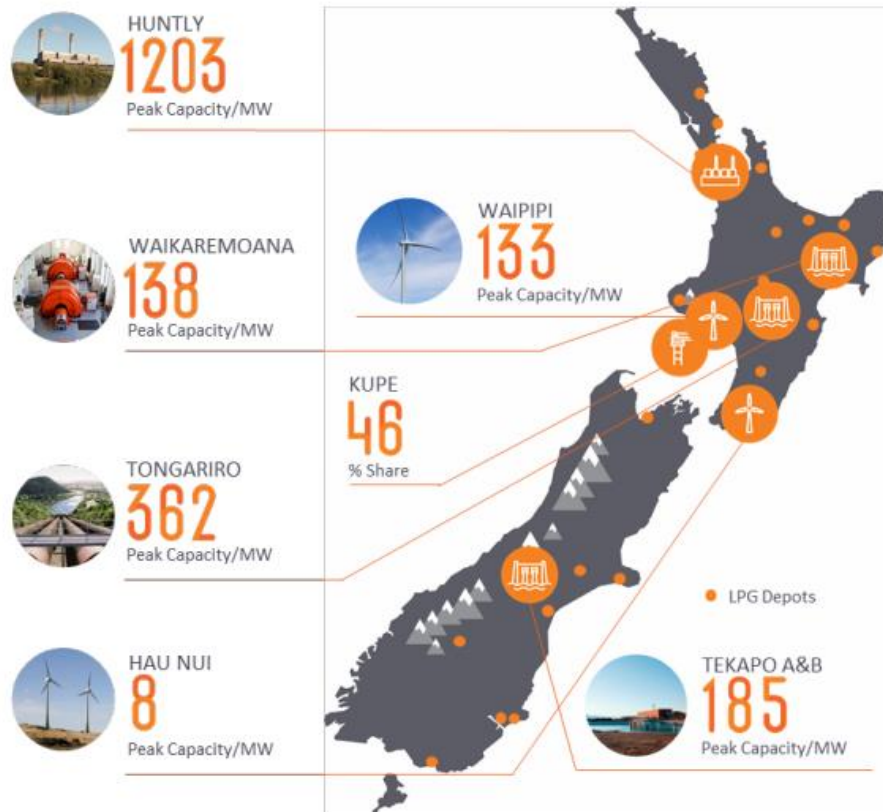 HUNTLY
1203
Peak Capacity/MW
WAIKAREMOANA
138
Peak Capacity/MW
WAIPIPI
133
Peak Capacity/MW
KUPE
46
% Share
TONGARIRO
362
Peak Capacity/MW
LPG Depots
HAU NUI
8
Peak Capacity/MW
TEKAPO A&B
185
Peak Capacity/MW